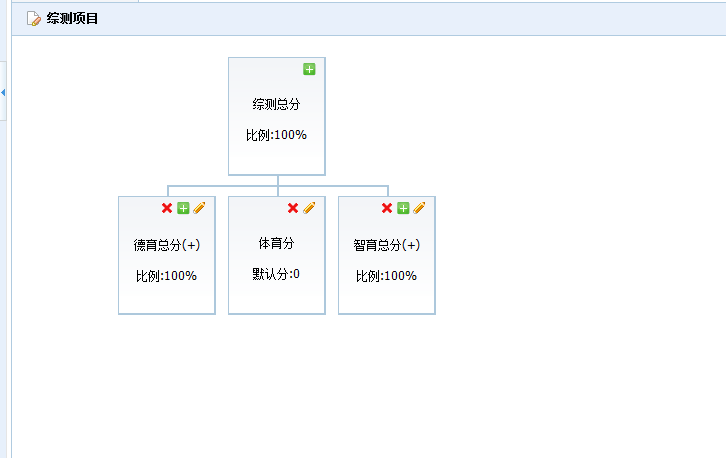 综测项目
综测总分
比例:100%
德育总分(+)
比例:100%
体育分
默认分:0
智育总分(+)
比例:100%